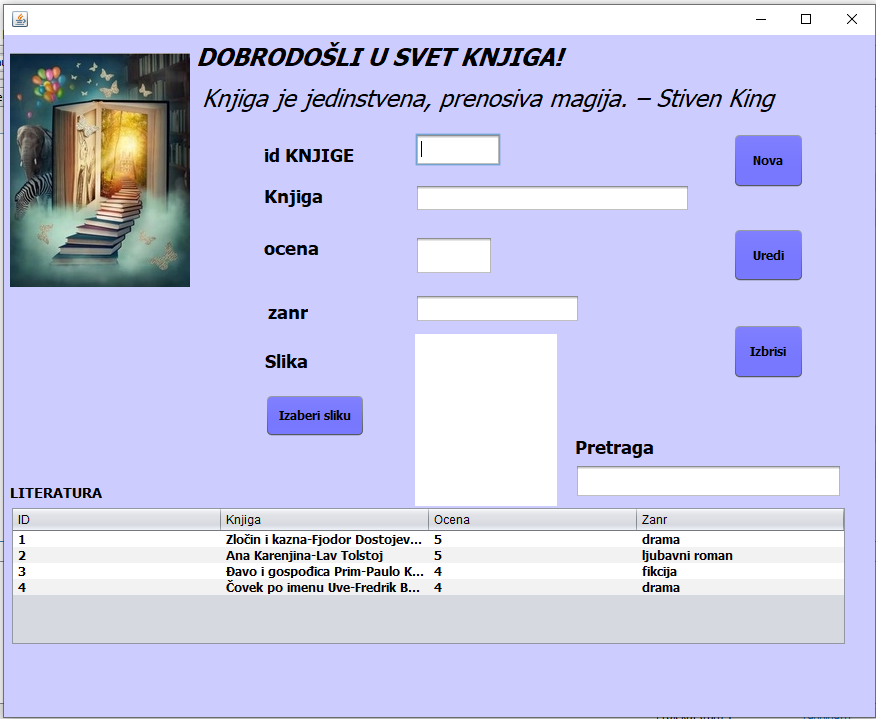 DOBRODOŠLI U SVET KNJIGA!
Knjiga je jedinstvena, prenosiva magija. – Stiven King
id KNJIGE
Nova
Knjiga
ocena
Uredi
zanr
Slika
Izbrisi
Izaberi sliku
Pretraga
LITERATURA
ID Knjiga Ocena Zanr
1 Zločin i kazna-Fjodor Dostojev... 5 drama
2 Ana Karenjina-Lav Tolstoj 5 ljubavni roman
3 Đavo i gospođica Prim-Paulo K... 4 fikcija
4 Čovek po imenu Uve-Fredrik B... 4 drama